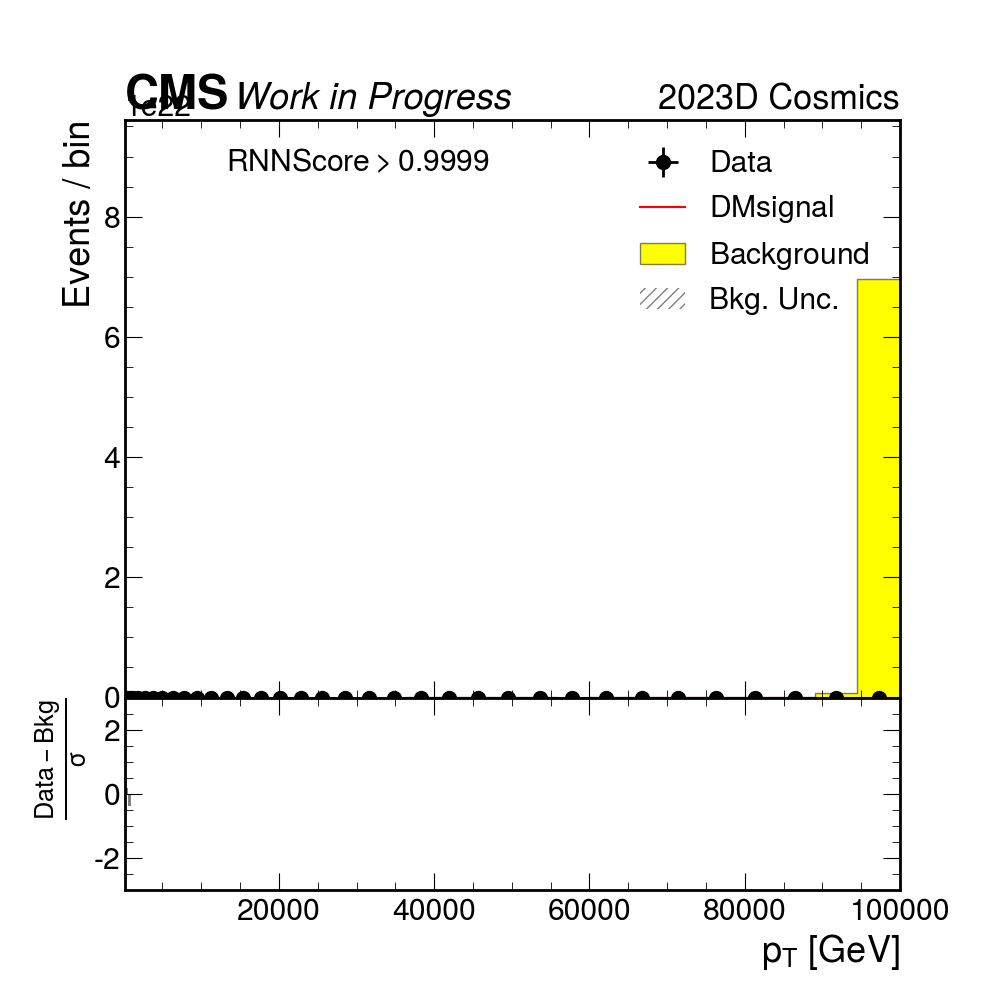 CMS Work in Progress 2023D Cosmics
1e22
Events / bin
RNNScore > 0.9999
Data
DMsignal
Background
Bkg. Unc.
8
6
4
2
0
Data – Bkg
σ
2
0
-2
20000 40000 60000 80000 100000
pT [GeV]